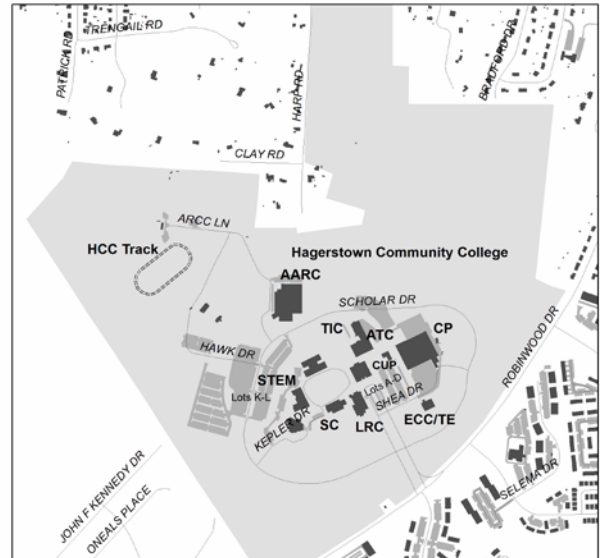 TRENGAIL RD
PATRICK RD
HARP RD
BRADFORD DR
CLAY RD
ARCC LN
HCC Track
Hagerstown Community College
AARC
SCHOLAR DR
TIC
ATC
CP
ROBINWOOD DR
HAWK DR
STEM
CUP
Lots A-D
Lots K-L
SHEA DR
KEPLER DR
SC
LRC
ECC/TE
SELEMA DR
JOHN F KENNEDY DR
ONEALS PLACE